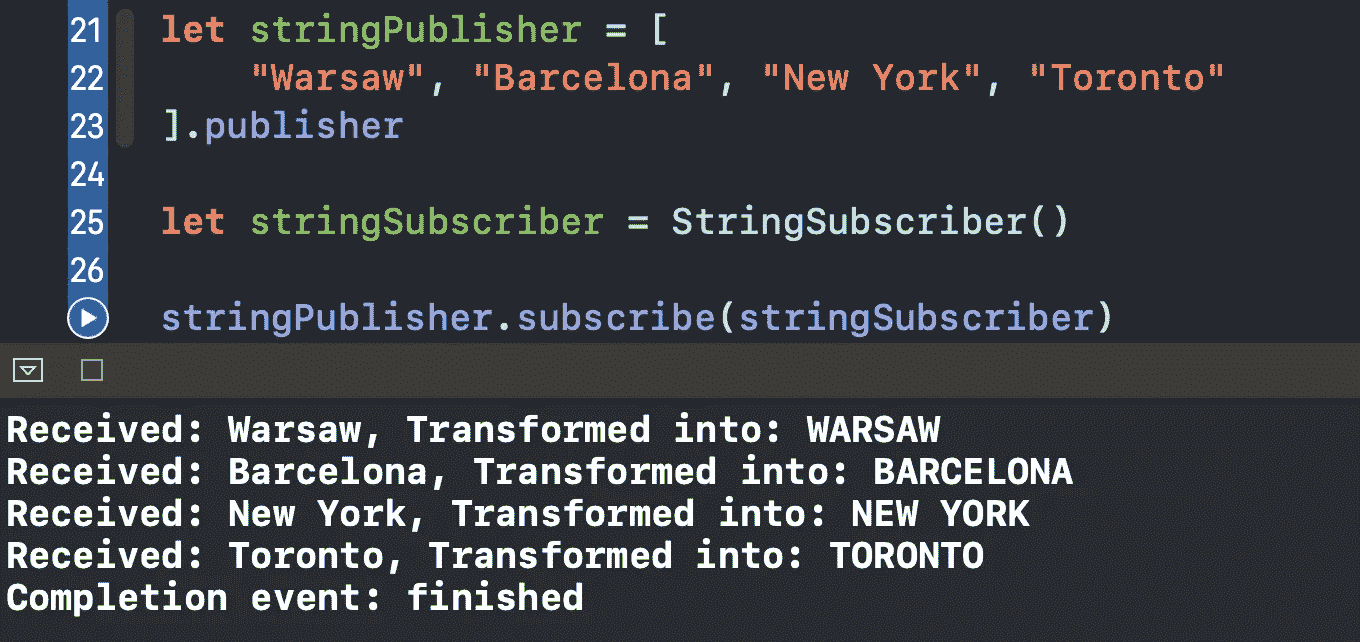 21 let stringPublisher = [
22 "Warsaw", "Barcelona", "New York", "Toronto"
23 ].publisher
24
25 let stringSubscriber = StringSubscriber()
26
stringPublisher.subscribe(stringSubscriber)
Received: Warsaw, Transformed into: WARSAW
Received: Barcelona, Transformed into: BARCELONA
Received: New York, Transformed into: NEW YORK
Received: Toronto, Transformed into: TORONTO
Completion event: finished